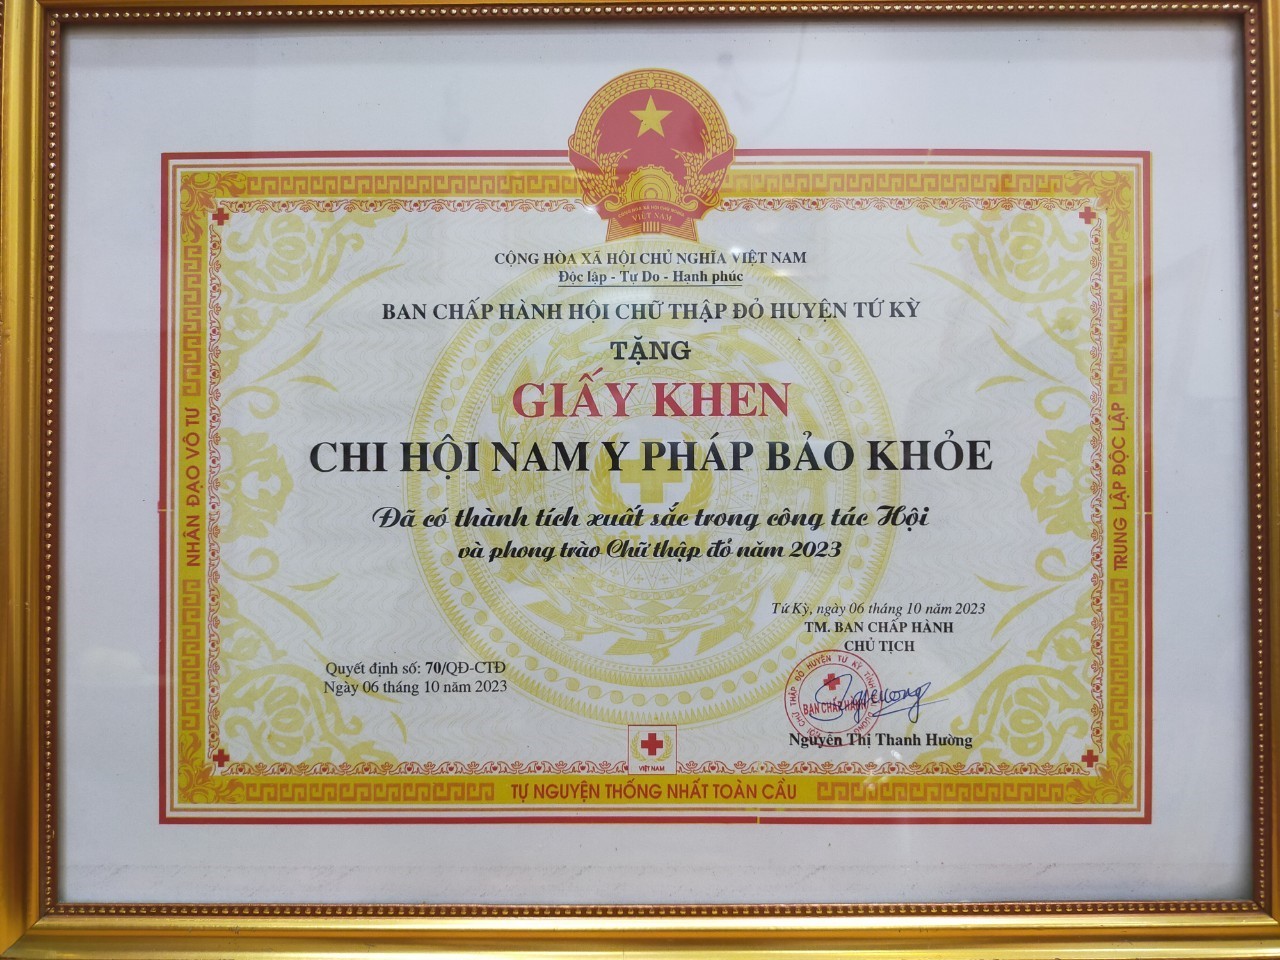 CỘNG HÒA XÃ HỘI CHỦ NGHĨA VIỆT NAM
Độc lập - Tự Do - Hạnh phúc
BAN CHẤP HÀNH HỘI CHỮ THẬP ĐỎ HUYỆN TỨ KỲ
TẶNG
GIẤY KHEN
CHI HỘI NAM Y PHÁP BẢO KHỎE
Đã có thành tích xuất sắc trong công tác Hội
và phong trào Chữ thập đỏ năm 2023
NHÂN ĐẠO VÔ TƯ
TRUNG LẬP ĐỘC LẬP
Tứ Kỳ, ngày 06 tháng 10 năm 2023
TM. BAN CHẤP HÀNH
CHỦ TỊCH
Quyết định số: 70/QĐ-CTĐ
Ngày 06 tháng 10 năm 2023
BAN CHẤP HÀNH
Nguyễn Thị Thanh Hường
VIỆT NAM
TỰ NGUYỆN THỐNG NHẤT TOÀN CẦU